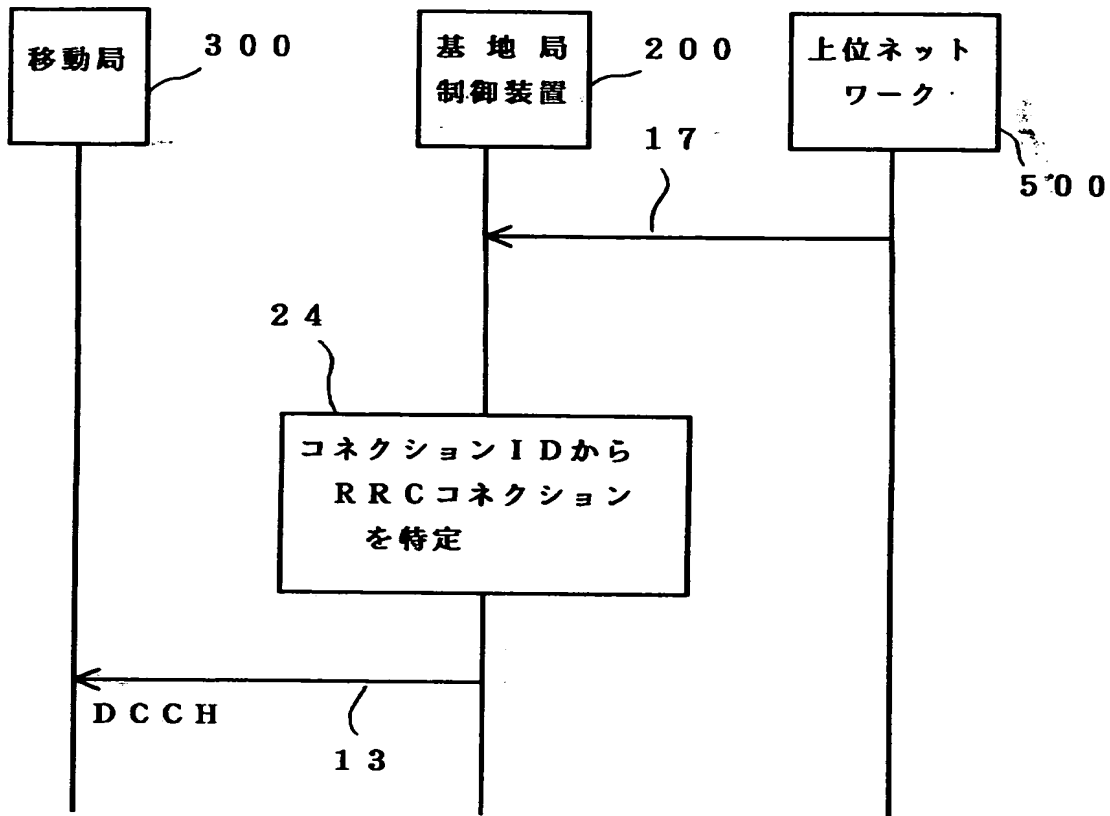 移動局
300
基地局
制御装置
200
上位ネット
ワーク
500
17
24
コネクションIDから
RRCコネクション
を特定
DCCH
13